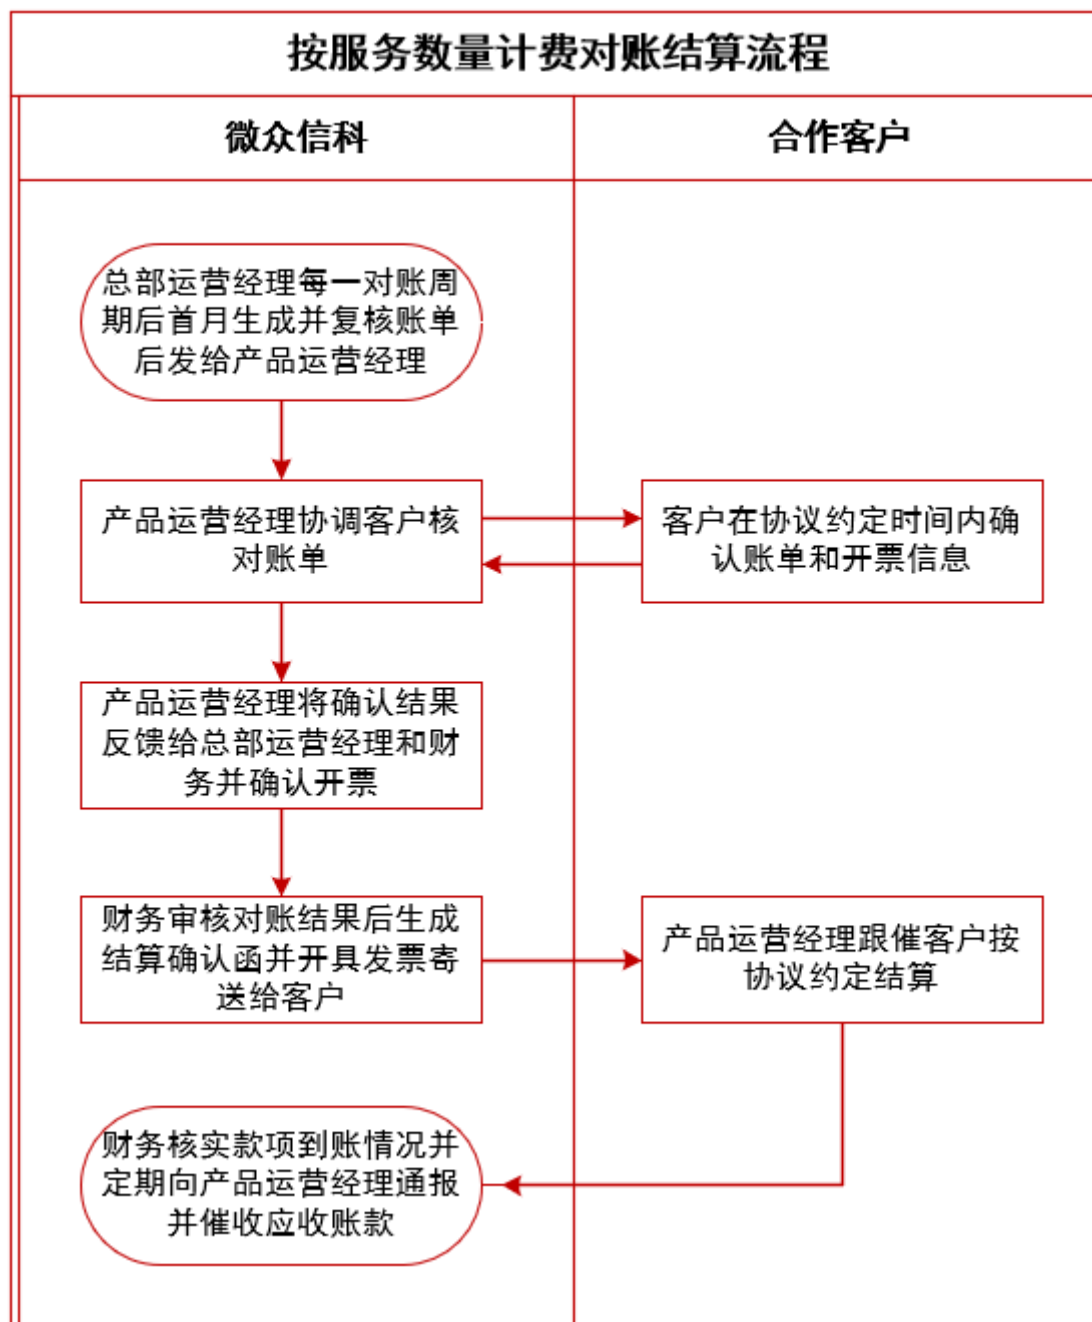 按服务数量计费对账结算流程
微众信科
合作客户
总部运营经理每一对账周
期后首月生成并复核账单
后发给产品运营经理
产品运营经理协调客户核
对账单
客户在协议约定时间内确
认账单和开票信息
产品运营经理将确认结果
反馈给总部运营经理和财
务并确认开票
财务审核对账结果后生成
结算确认函并开具发票寄
送给客户
产品运营经理跟催客户按
协议约定结算
财务核实款项到账情况并
定期向产品运营经理通报
并催收应收账款